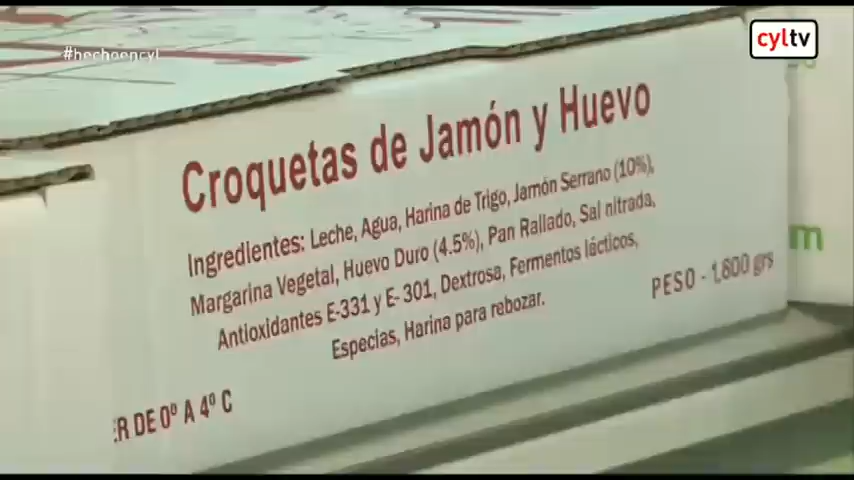 cyltv
#hechoencyl
Croquetas de Jamón y Huevo
Ingredientes: Leche, Agua, Harina de Trigo, Jamón Serrano (10%),
Margarina Vegetal, Huevo Duro (4.5%), Pan Rallado, Sal nitrada,
Antioxidantes E-331 y E- 301, Dextrosa, Fermentos lácticos,
Especias, Harina para rebozar.
PESO - 1,800 grs
DE 0º A 4º C
m